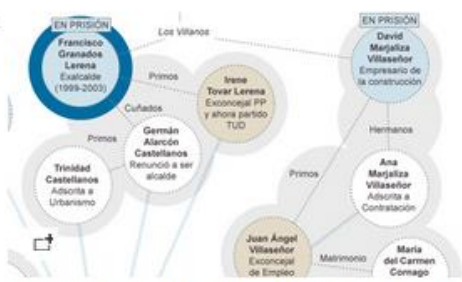 EN PRISIÓN
Francisco
Granados
Lerena
Exalcalde
(1999-2003)
Los Villanos
EN PRISIÓN
David
Marjaliza
Villaseñor
Empresario de
la construcción
Primos
Irene
Tovar Lerena
Exconcejal PP
y ahora partido
TUD
Cuñados
Germán
Alarcón
Castellanos
Renunció a ser
alcalde
Primos
Trinidad
Castellanos
Adscrita a
Urbanismo
Hermanos
Ana
Marjaliza
Villaseñor
Adscrita a
Contratación
Primos
Juan Ángel
Villaseñor
Exconcejal
de Empleo
Matrimonio
María
del Carmen
Cornago